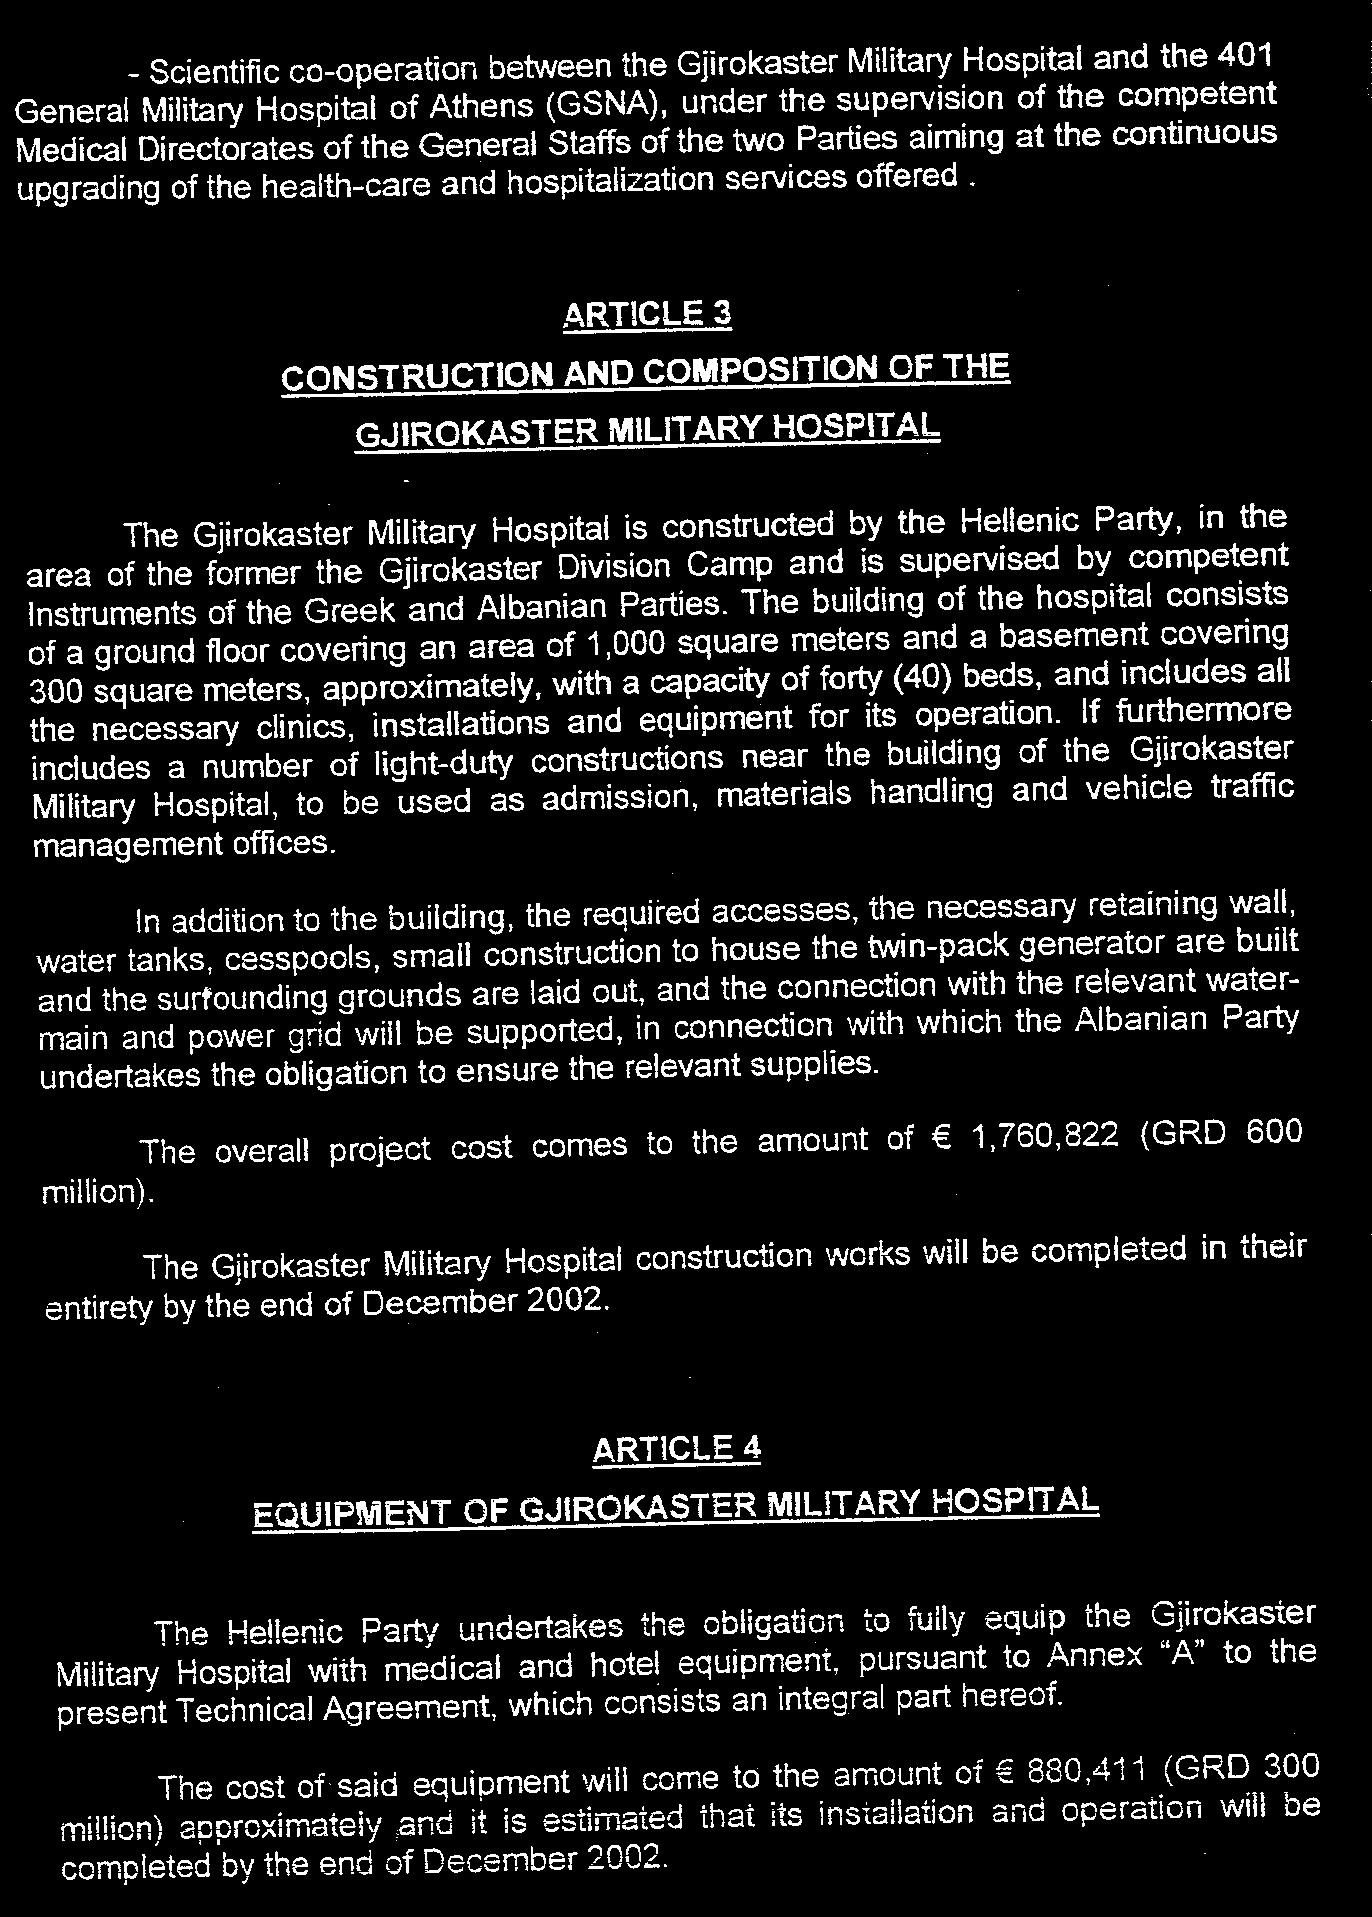 - Scientific co-operation between the Gjirokaster Military Hospital and the 401
General Military Hospital of Athens (GSNA), under the supervision of the competent
Medical Directorates of the General Staffs of the two Parties aiming at the continuous
upgrading of the health-care and hospitalization services offered .
ARTICLE 3
CONSTRUCTION AND COMPOSITION OF THE
GJIROKASTER MILITARY HOSPITAL
The Gjirokaster Military Hospital is constructed by the Hellenic Party, in the
area of the former the Gjirokaster Division Camp and is supervised by competent
Instruments of the Greek and Albanian Parties. The building of the hospital consists
of a ground floor covering an area of 1,000 square meters and a basement covering
300 square meters, approximately, with a capacity of forty (40) beds, and includes all
the necessary clinics, installations and equipment for its operation. If furthermore
includes a number of light-duty constructions near the building of the Gjirokaster
Military Hospital, to be used as admission, materials handling and vehicle traffic
management offices.
In addition to the building, the required accesses, the necessary retaining wall,
water tanks, cesspools, small construction to house the twin-pack generator are built
and the surrounding grounds are laid out, and the connection with the relevant water-
main and power grid will be supported, in connection with which the Albanian Party
undertakes the obligation to ensure the relevant supplies.
The overall project cost comes to the amount of € 1,760,822 (GRD 600
million).
The Gjirokaster Military Hospital construction works will be completed in their
entirety by the end of December 2002.
ARTICLE 4
EQUIPMENT OF GJIROKASTER MILITARY HOSPITAL
The Hellenic Party undertakes the obligation to fully equip the Gjirokaster
Military Hospital with medical and hotel equipment, pursuant to Annex “A” to the
present Technical Agreement, which consists an integral part hereof.
The cost of said equipment will come to the amount of € 880,411 (GRD 300
million) approximately and it is estimated that its installation and operation will be
completed by the end of December 2002.